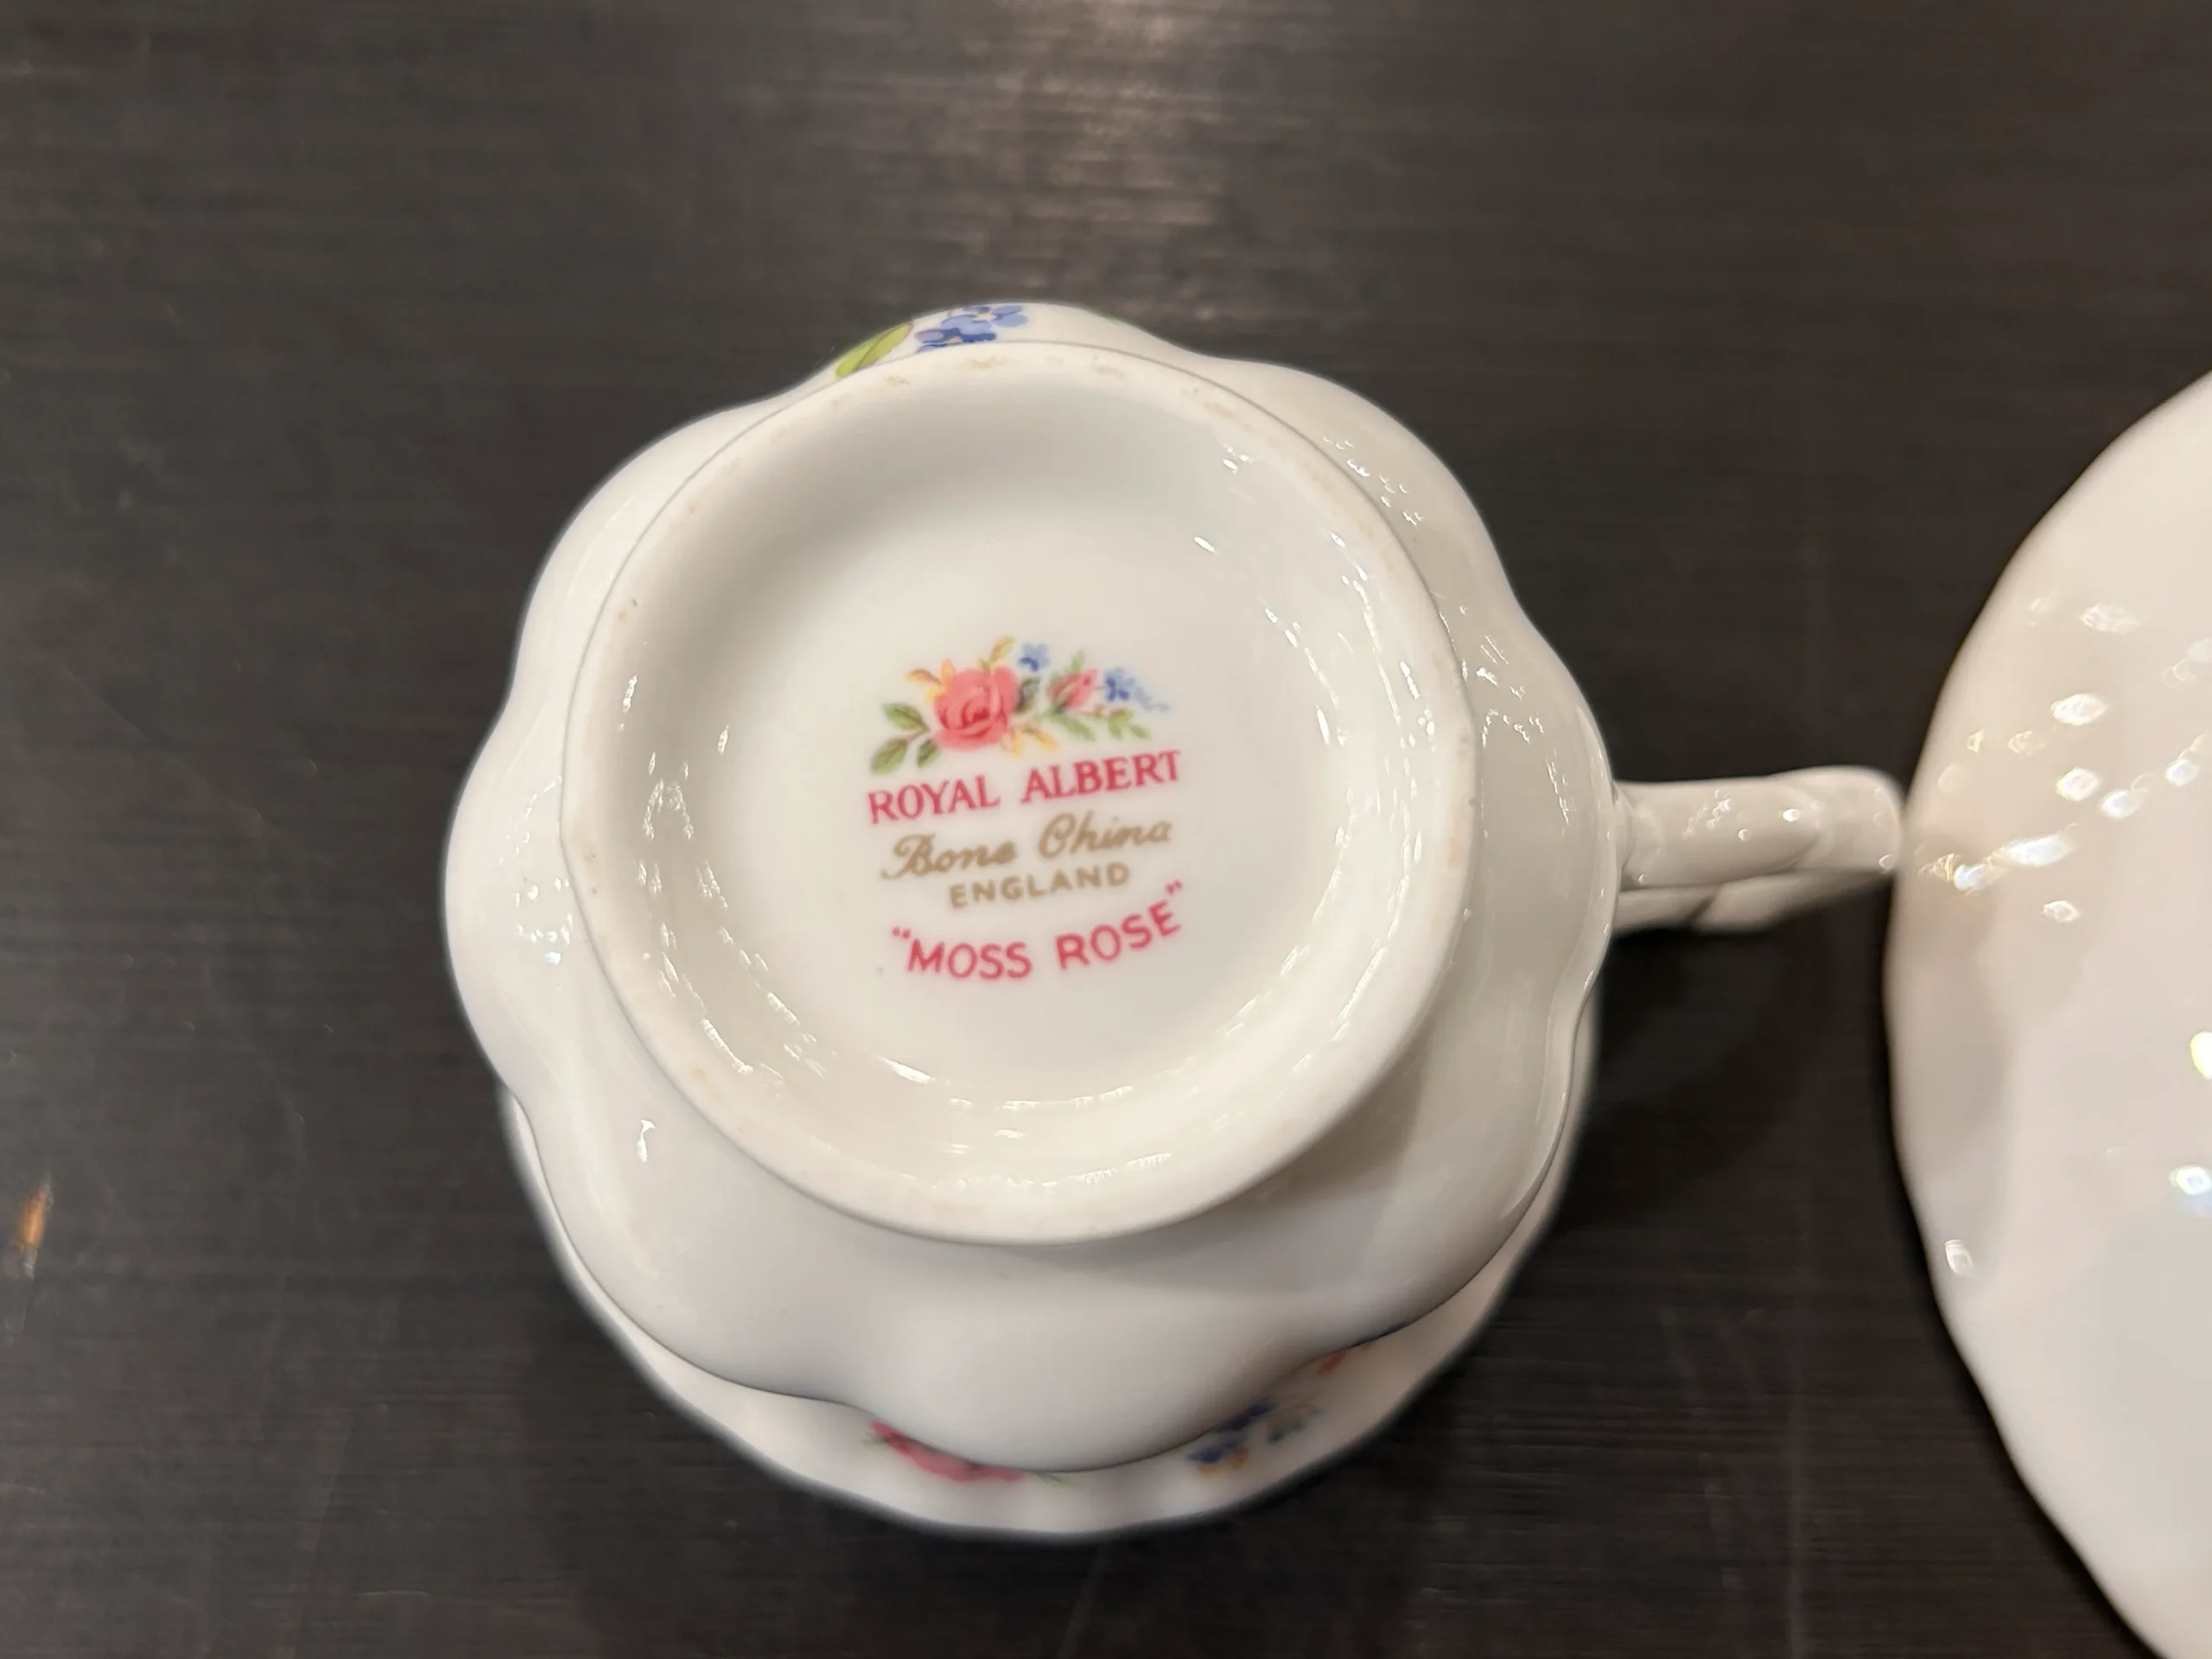 ROYAL ALBERT
Bone China
ENGLAND
"MOSS ROSE"